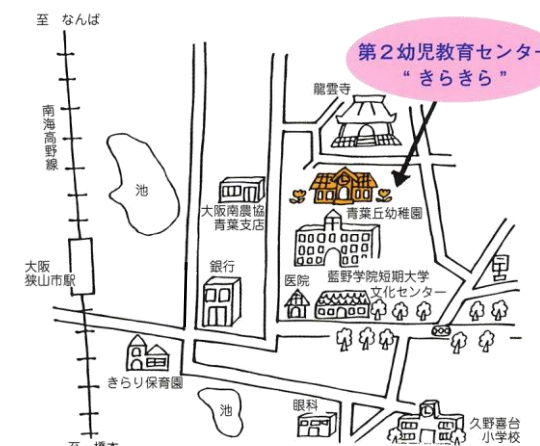 至 なんば
第2幼児教育センター
“ きらきら ”
龍雲寺
南海高野線
池
大阪南農協
青葉支店
青葉丘幼稚園
大阪
狭山市駅
銀行
医院
藍野学院短期大学
文化センター
きらり保育園
池
眼科
久野喜台
小学校
至 橋本